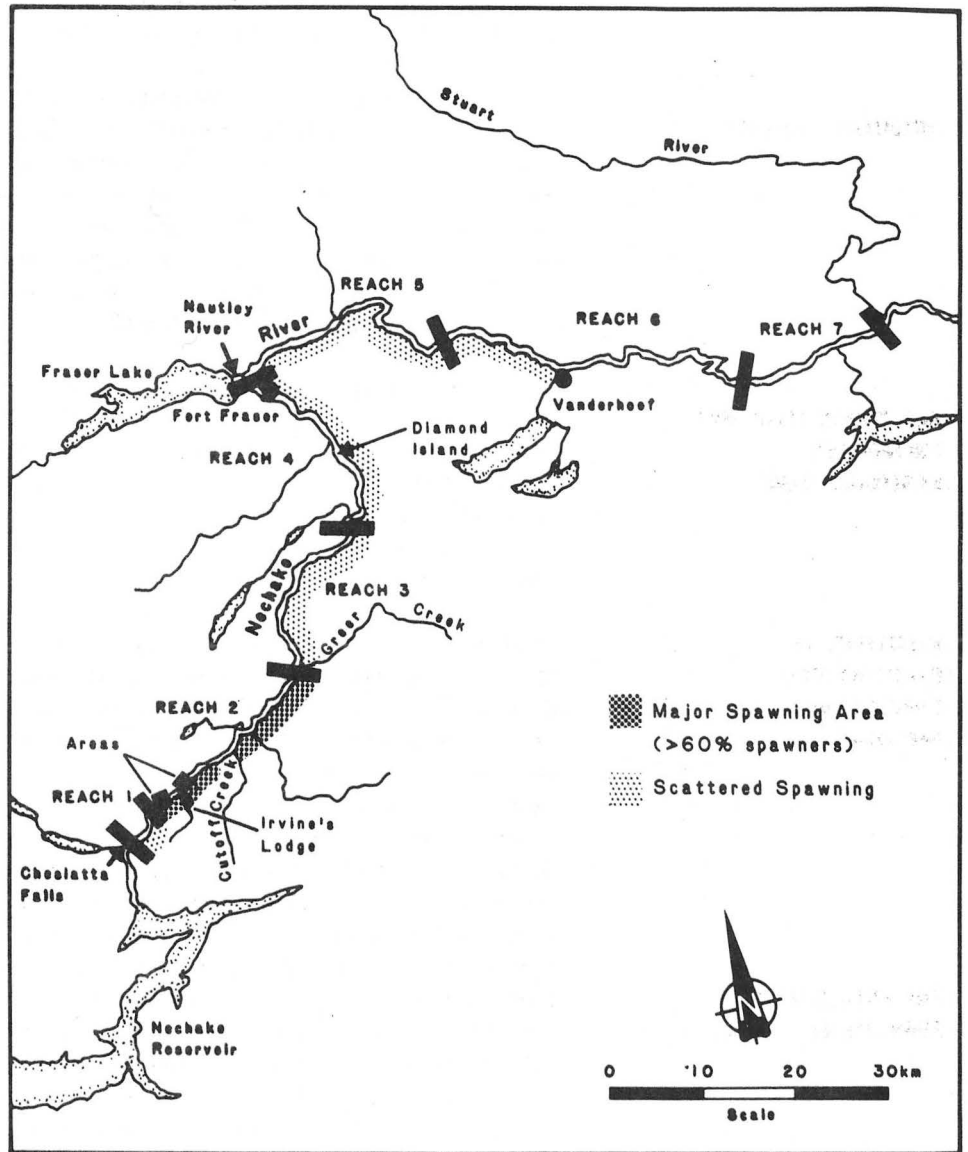 Stuart
River
REACH 5
Nautley
River
River
REACH 6
REACH 7
Fraser Lake
Fort Fraser
Vanderhoof
Diamond
Island
REACH 4
Nechako
REACH 3
Greer Creek
REACH 2
Areas
REACH 1
Irvine's
Lodge
Cutoff Creek
Cheslatta
Falls
Nechako
Reservoir
Major Spawning Area
(>60% spawners)
Scattered Spawning
N
0 10 20 30km
Scale